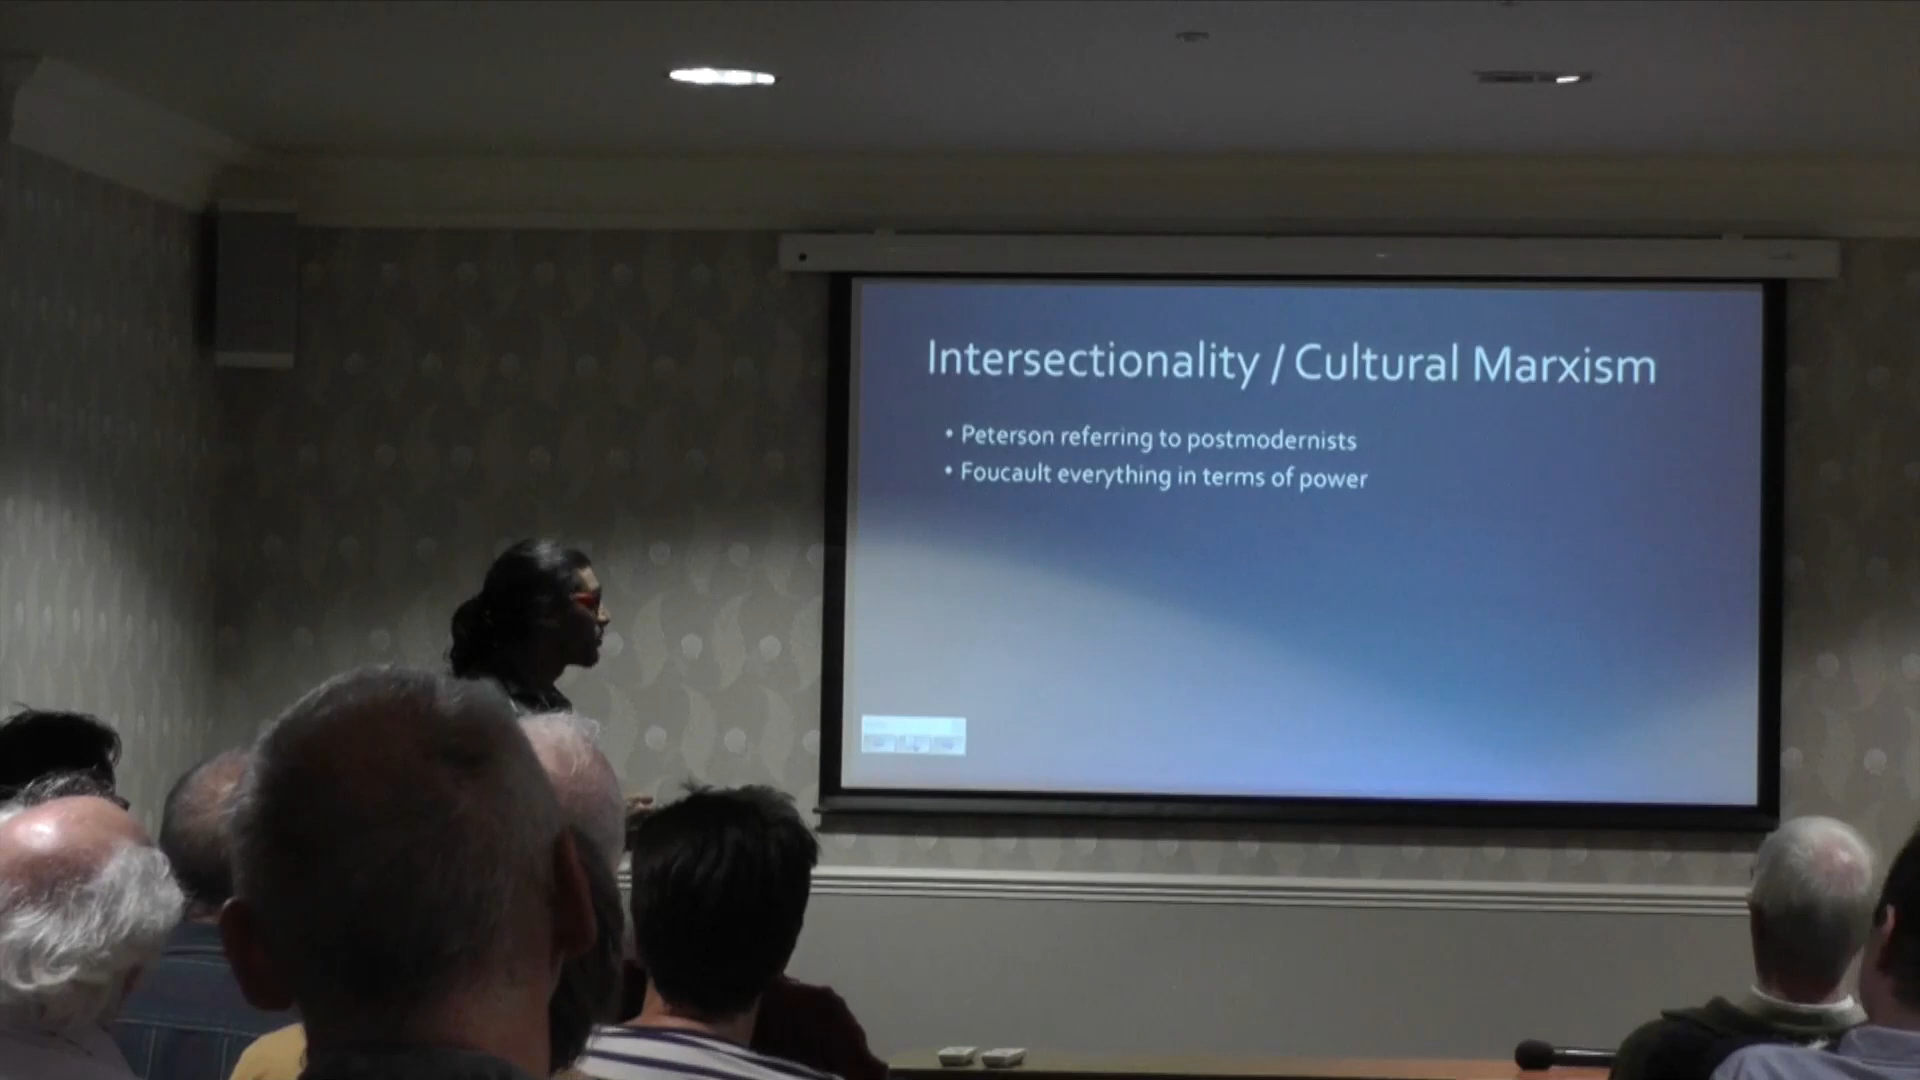 Intersectionality / Cultural Marxism
• Peterson referring to postmodernists
• Foucault everything in terms of power